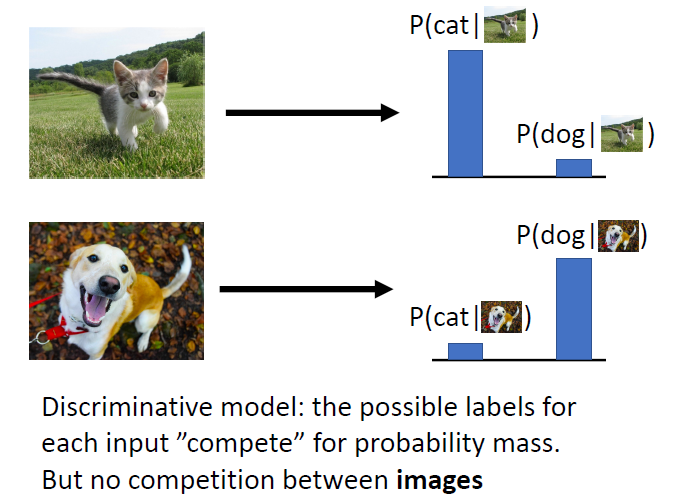 P(cat| )
P(dog| )
P(dog| )
P(cat| )
Discriminative model: the possible labels for
each input ”compete” for probability mass.
But no competition between images